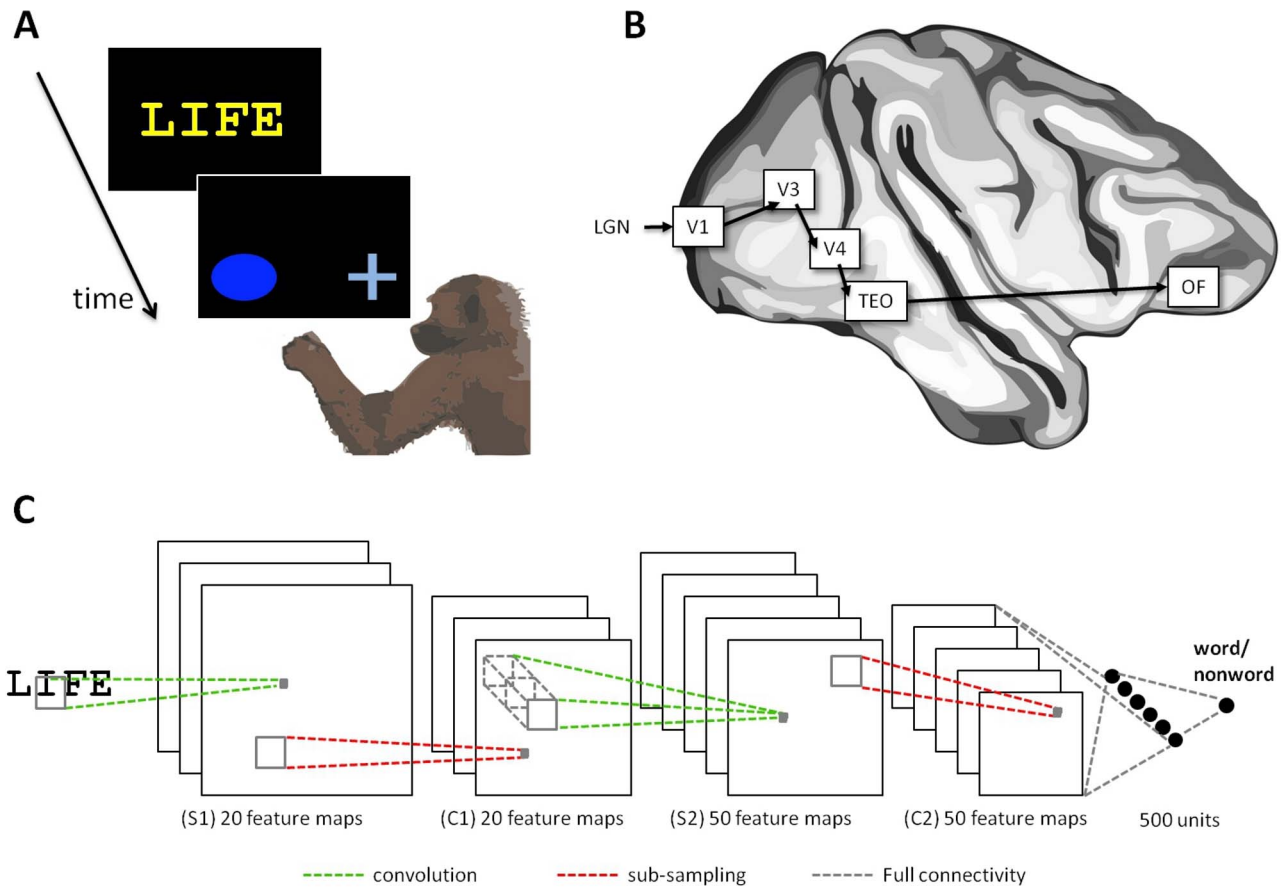 A
LIFE
time
B
LGN
V1
V3
V4
TEO
OF
C
LIFE
word/
nonword
(S1) 20 feature maps
(C1) 20 feature maps
(S2) 50 feature maps
(C2) 50 feature maps
500 units
convolution
sub-sampling
Full connectivity